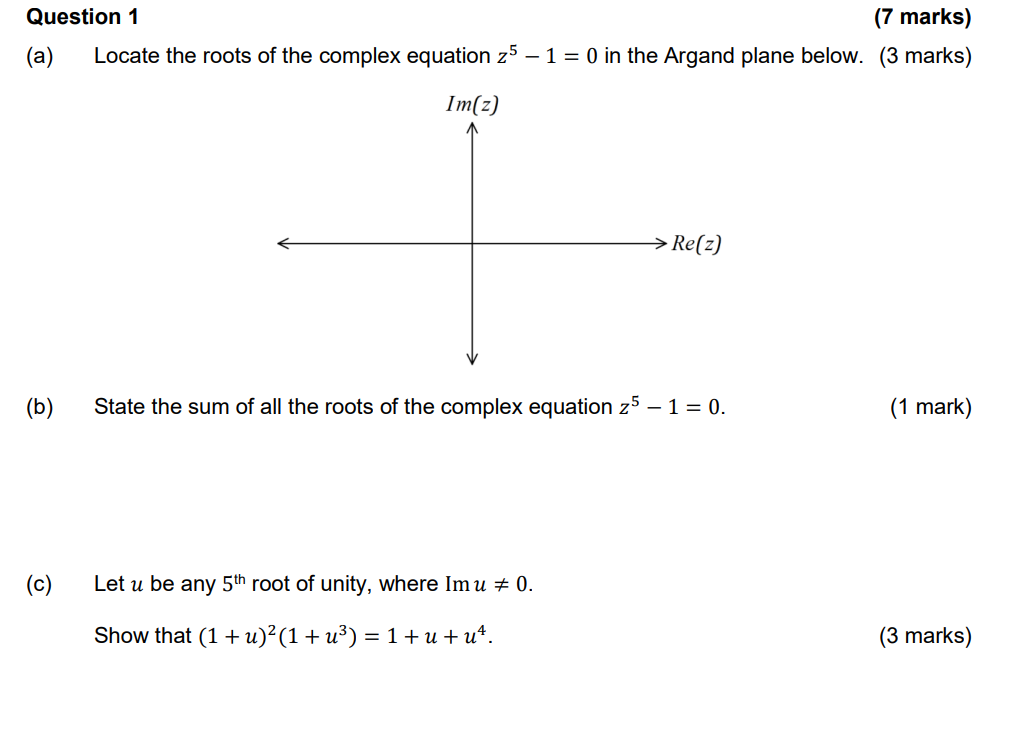 Question 1 (7 marks)
(a) Locate the roots of the complex equation z⁵ − 1 = 0 in the Argand plane below. (3 marks)
Im(z)
Re(z)
(b) State the sum of all the roots of the complex equation z⁵ − 1 = 0. (1 mark)
(c) Let u be any 5ᵗʰ root of unity, where Im u ≠ 0.
Show that (1 + u)²(1 + u³) = 1 + u + u⁴. (3 marks)